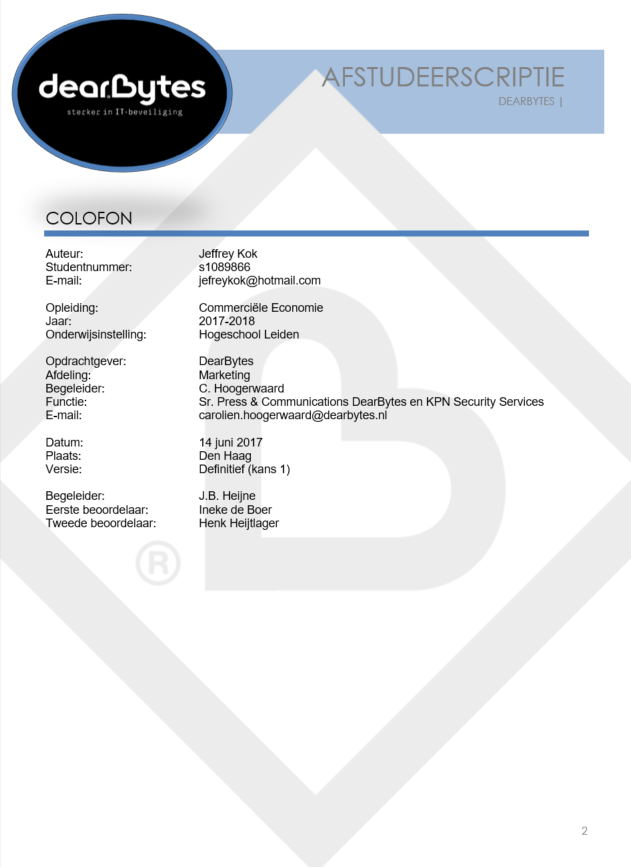 dearBytes
sterker in IT-beveiliging
AFSTUDEERSCRIPTIE
DEARBYTES |
COLOFON
Auteur: Jeffrey Kok
Studentnummer: s1089866
E-mail: jefreykok@hotmail.com
Opleiding: Commerciële Economie
Jaar: 2017-2018
Onderwijsinstelling: Hogeschool Leiden
Opdrachtgever: DearBytes
Afdeling: Marketing
Begeleider: C. Hoogerwaard
Functie: Sr. Press & Communications DearBytes en KPN Security Services
E-mail: carolien.hoogerwaard@dearbytes.nl
Datum: 14 juni 2017
Plaats: Den Haag
Versie: Definitief (kans 1)
Begeleider: J.B. Heijne
Eerste beoordelaar: Ineke de Boer
Tweede beoordelaar: Henk Heijtlager
®
2